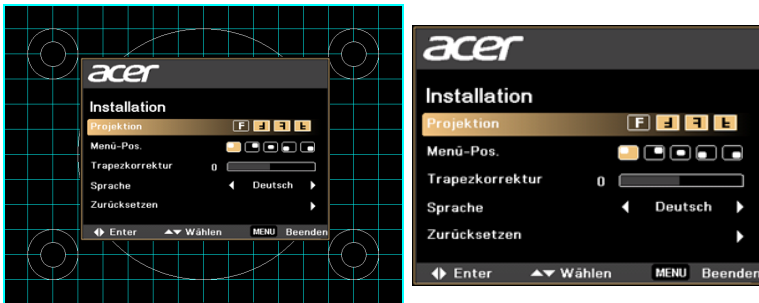 acer
Installation
Projektion F F F F
Menü-Pos.
Trapezkorrektur 0
Sprache Deutsch
Zurücksetzen
Enter Wählen MENU Beenden
acer
Installation
Projektion F F F F
Menü-Pos.
Trapezkorrektur 0
Sprache Deutsch
Zurücksetzen
Enter Wählen MENU Beenden